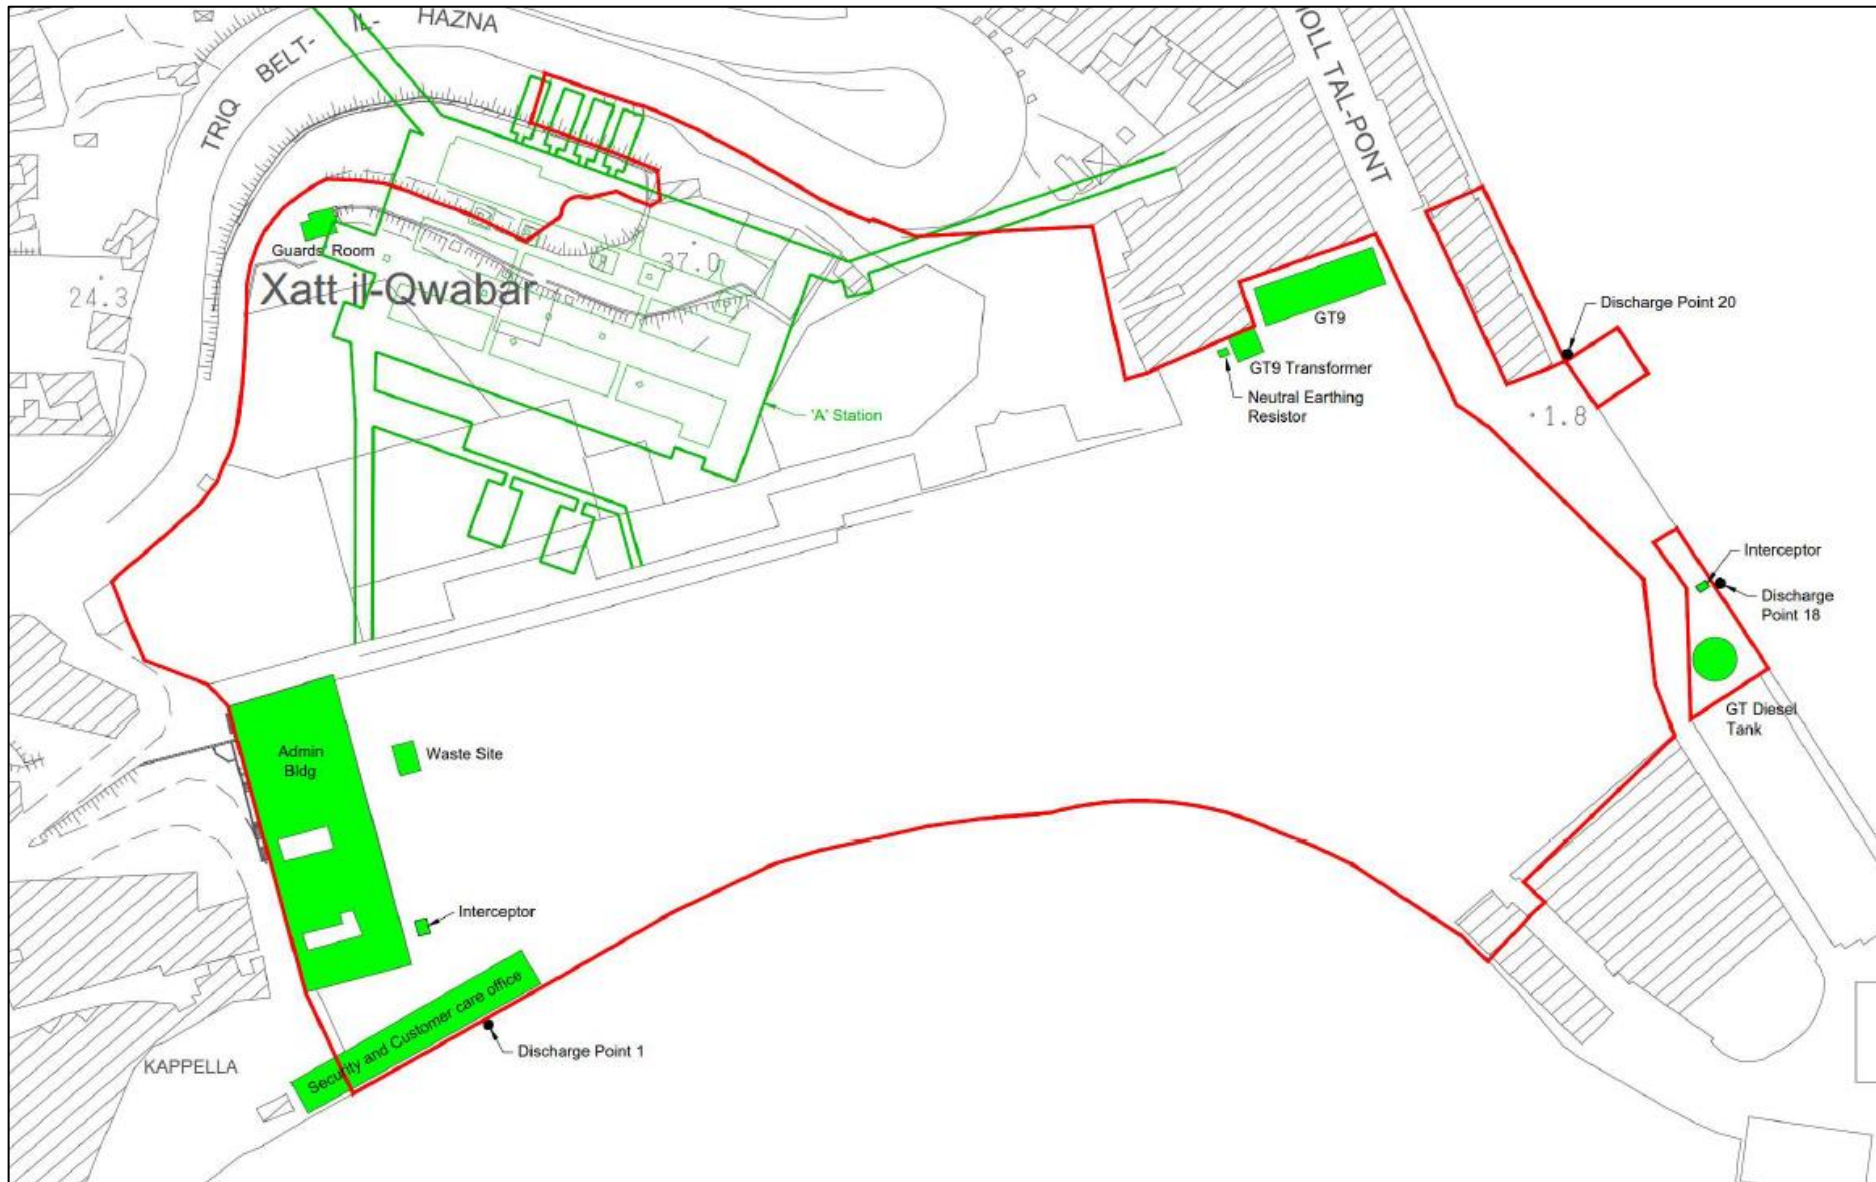 HAZNA
IL-
BELT-
TRIQ
MOLL TAL-PONT
Guards Room
Xatt il-Qwabar
37.0
24.3
Discharge Point 20
GT9
GT9 Transformer
Neutral Earthing
Resistor
'A' Station
1.8
Interceptor
Discharge
Point 18
GT Diesel
Tank
Admin
Bldg
Waste Site
Interceptor
Security and Customer care office
Discharge Point 1
KAPPELLA